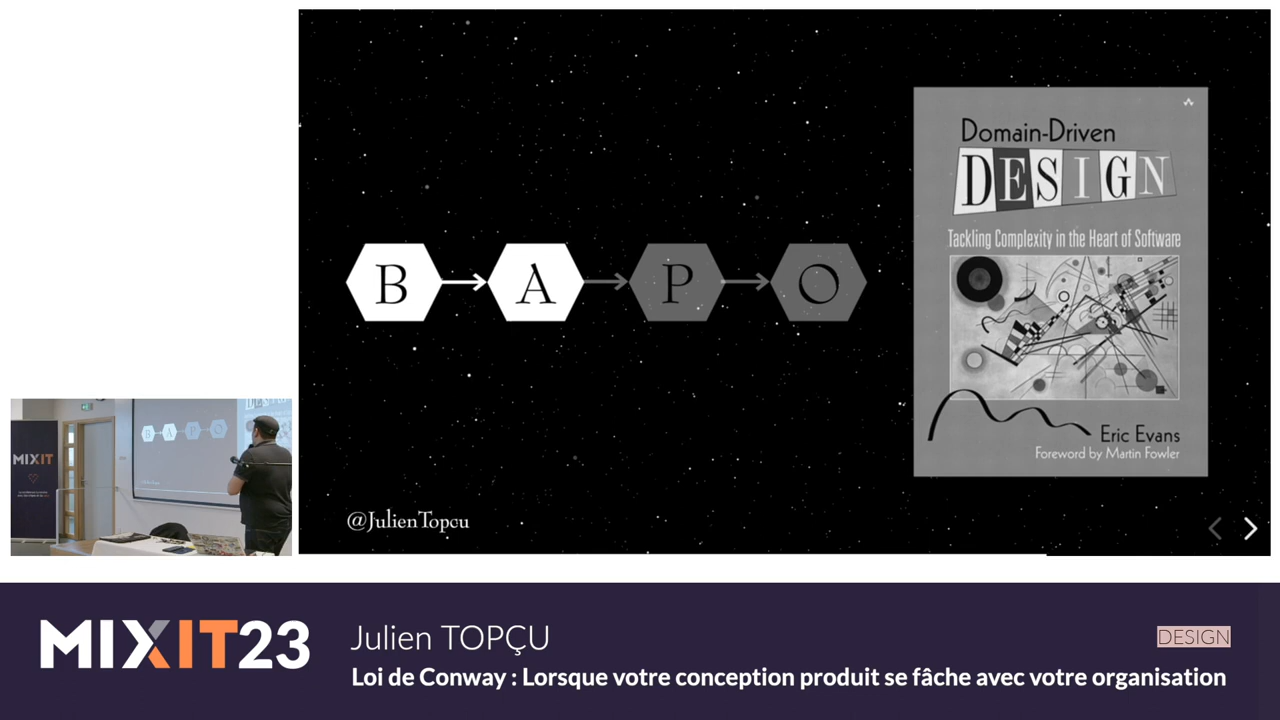 B A P O
Domain-Driven
DESIGN
Tackling Complexity in the Heart of Software
Eric Evans
Foreword by Martin Fowler
@JulienTopcu
MIXIT
B A P O
MIXIT23
Julien TOPÇU
DESIGN
Loi de Conway : Lorsque votre conception produit se fâche avec votre organisation